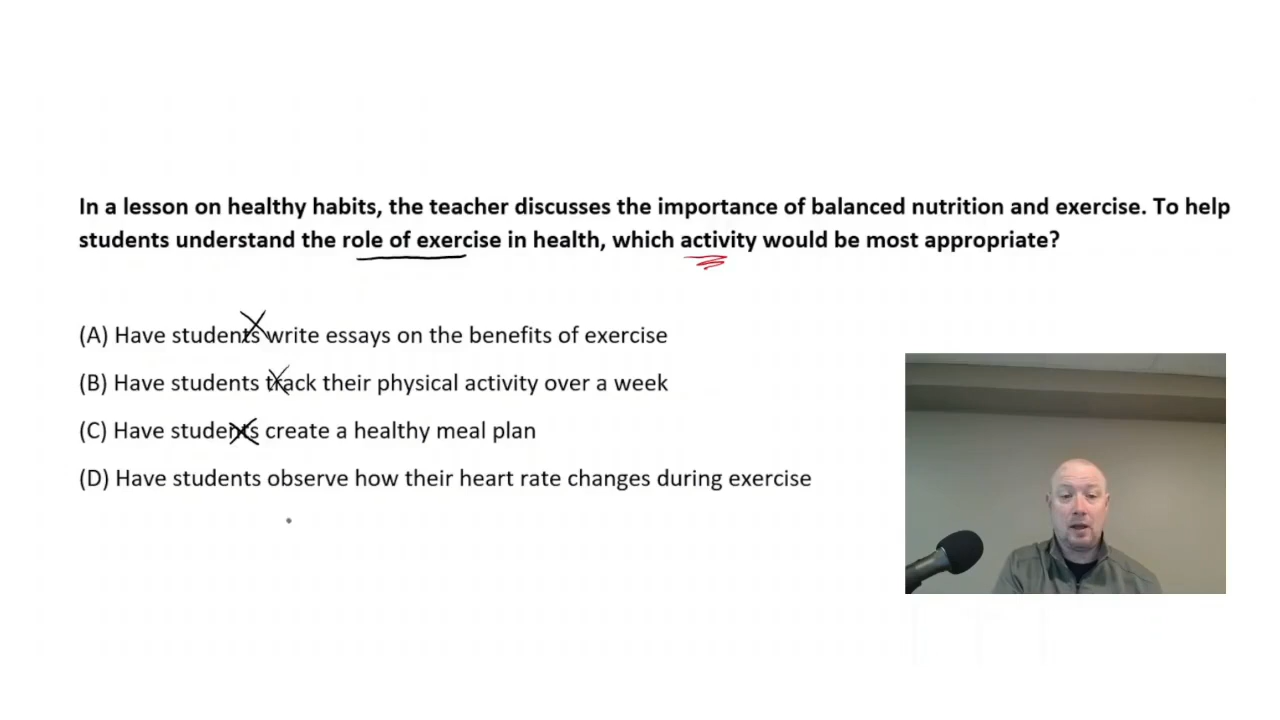 In a lesson on healthy habits, the teacher discusses the importance of balanced nutrition and exercise. To help
students understand the role of exercise in health, which activity would be most appropriate?
(A) Have students write essays on the benefits of exercise
(B) Have students track their physical activity over a week
(C) Have students create a healthy meal plan
(D) Have students observe how their heart rate changes during exercise